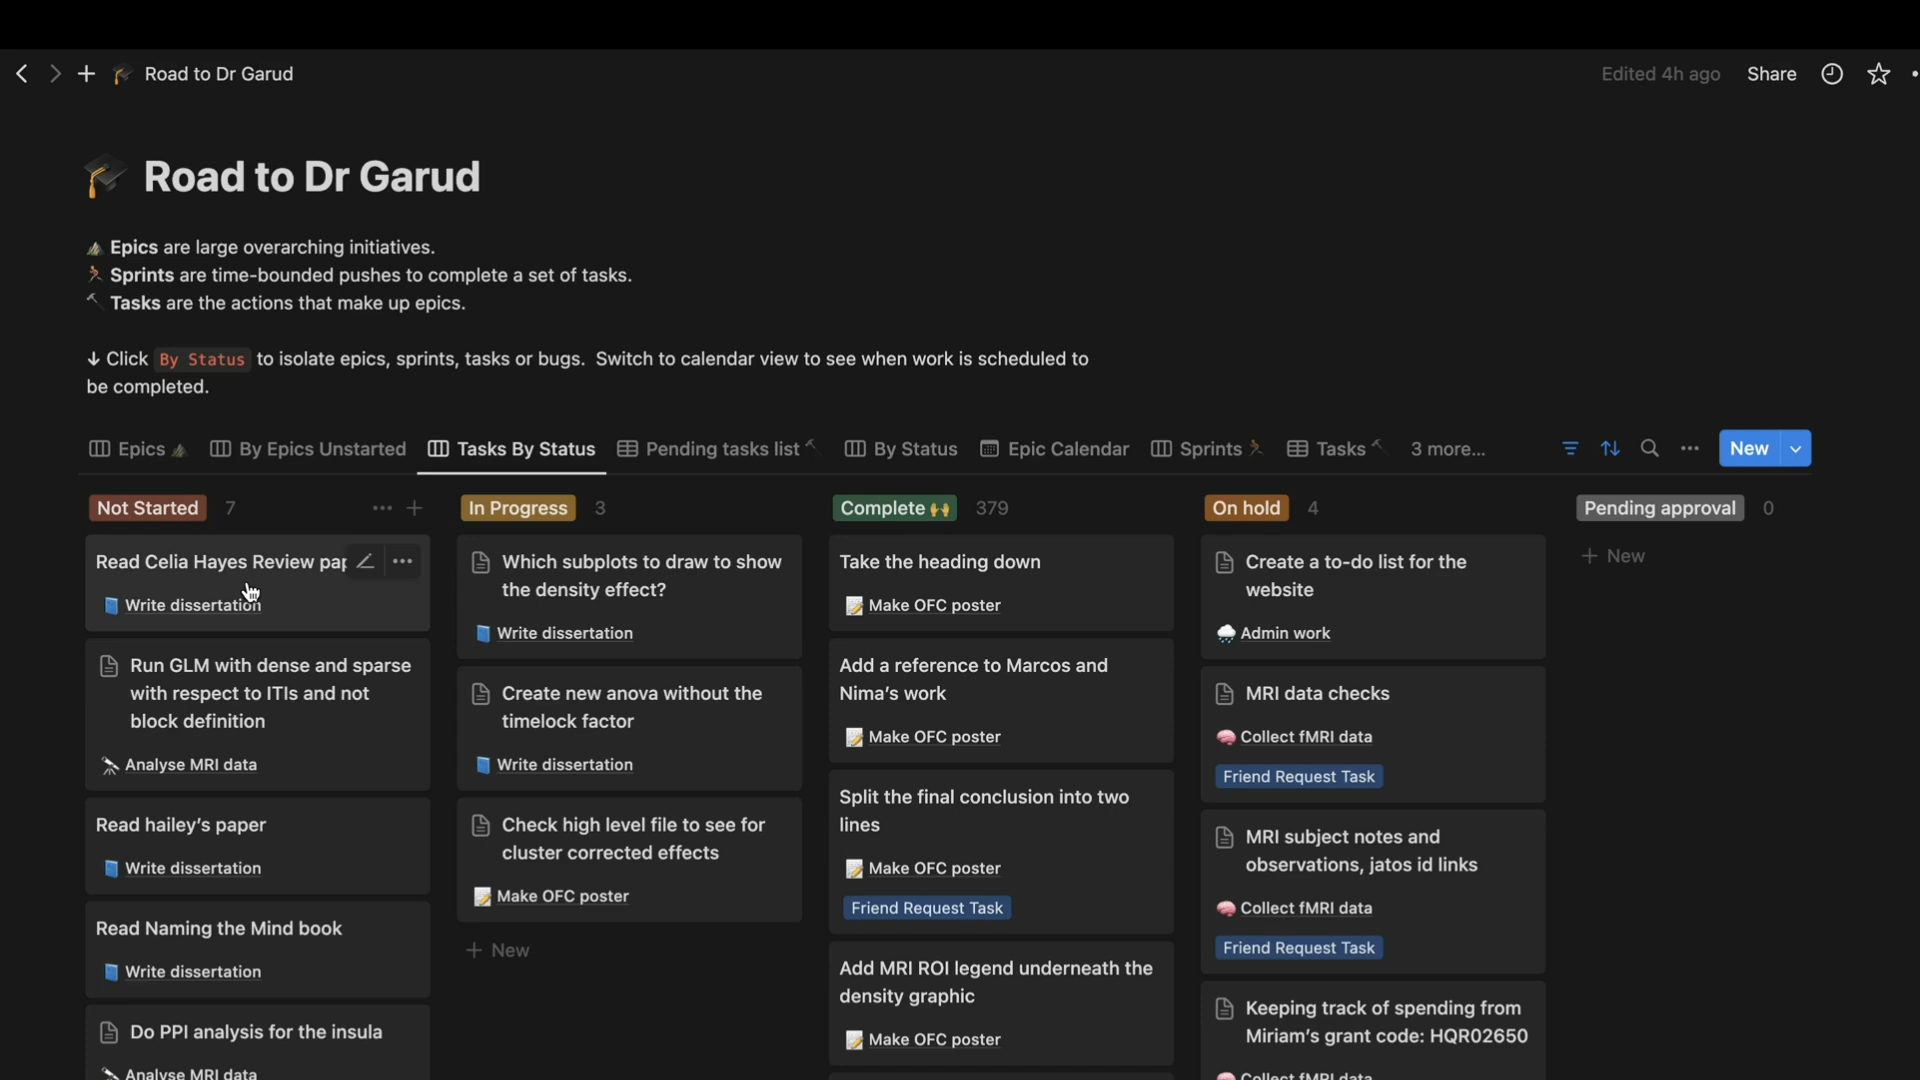 Road to Dr Garud
Edited 4h ago
Share
Road to Dr Garud
Epics are large overarching initiatives.
Sprints are time-bounded pushes to complete a set of tasks.
Tasks are the actions that make up epics.
↓ Click By Status to isolate epics, sprints, tasks or bugs. Switch to calendar view to see when work is scheduled to
be completed.
Epics
By Epics Unstarted
Tasks By Status
Pending tasks list
By Status
Epic Calendar
Sprints
Tasks
3 more...
New
Not Started 7
Read Celia Hayes Review pap
Write dissertation
Run GLM with dense and sparse
with respect to ITIs and not
block definition
Analyse MRI data
Read hailey's paper
Write dissertation
Read Naming the Mind book
Write dissertation
Do PPI analysis for the insula
Analyse MRI data
In Progress 3
Which subplots to draw to show
the density effect?
Write dissertation
Create new anova without the
timelock factor
Write dissertation
Check high level file to see for
cluster corrected effects
Make OFC poster
+ New
Complete 🙌 379
Take the heading down
Make OFC poster
Add a reference to Marcos and
Nima's work
Make OFC poster
Split the final conclusion into two
lines
Make OFC poster
Friend Request Task
Add MRI ROI legend underneath the
density graphic
Make OFC poster
On hold 4
Create a to-do list for the
website
Admin work
MRI data checks
Collect fMRI data
Friend Request Task
MRI subject notes and
observations, jatos id links
Collect fMRI data
Friend Request Task
Keeping track of spending from
Miriam's grant code: HQR02650
Collect fMRI data
Pending approval 0
+ New